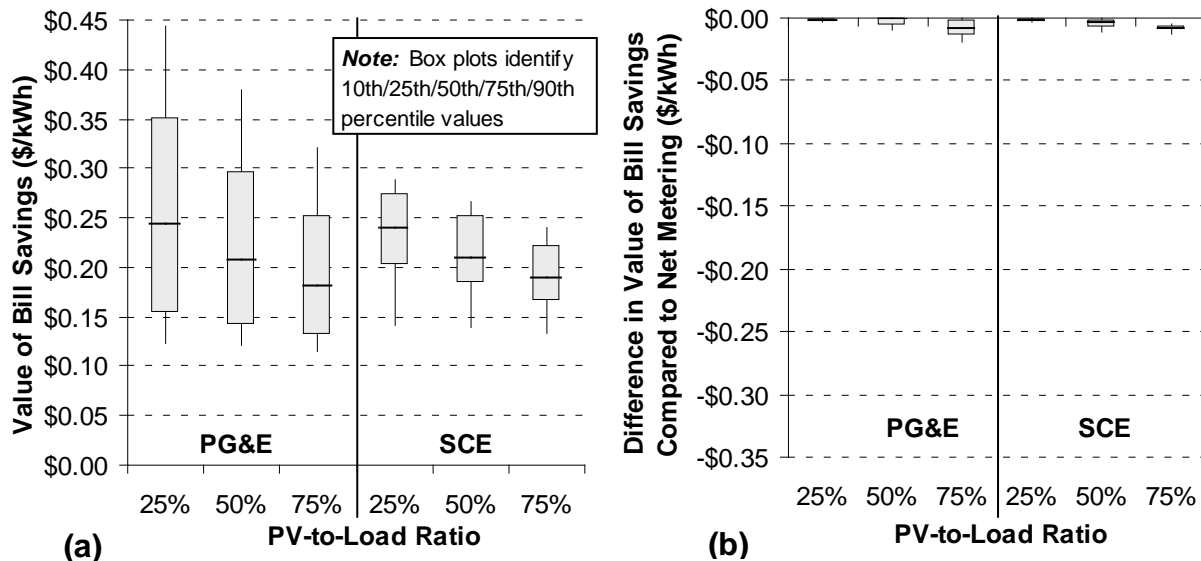 Value of Bill Savings ($/kWh)
$0.45
$0.40
$0.35
$0.30
$0.25
$0.20
$0.15
$0.10
$0.05
$0.00
Note: Box plots identify
10th/25th/50th/75th/90th
percentile values
PG&E
SCE
25%
50%
75%
25%
50%
75%
PV-to-Load Ratio
(a)
Difference in Value of Bill Savings
Compared to Net Metering ($/kWh)
$0.00
-$0.05
-$0.10
-$0.15
-$0.20
-$0.25
-$0.30
-$0.35
PG&E
SCE
25%
50%
75%
25%
50%
75%
PV-to-Load Ratio
(b)